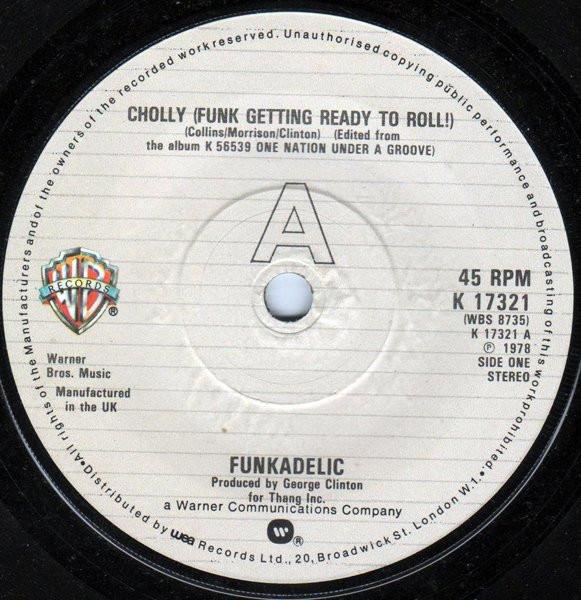 All rights of the Manufacturers and of the owners of the recorded work reserved. Unauthorised copying public performance and broadcasting of this work prohibited.
CHOLLY (FUNK GETTING READY TO ROLL!)
(Collins/Morrison/Clinton) (Edited from
the album K 56539 ONE NATION UNDER A GROOVE)
A
WB
RECORDS
®
45 RPM
K 17321
(WBS 8735)
K 17321 A
℗ 1978
SIDE ONE
STEREO
Warner
Bros. Music
Manufactured
in the UK
FUNKADELIC
Produced by George Clinton
for Thang Inc.
a Warner Communications Company
®
• Distributed by wea Records Ltd., 20, Broadwick St. London W.1. •